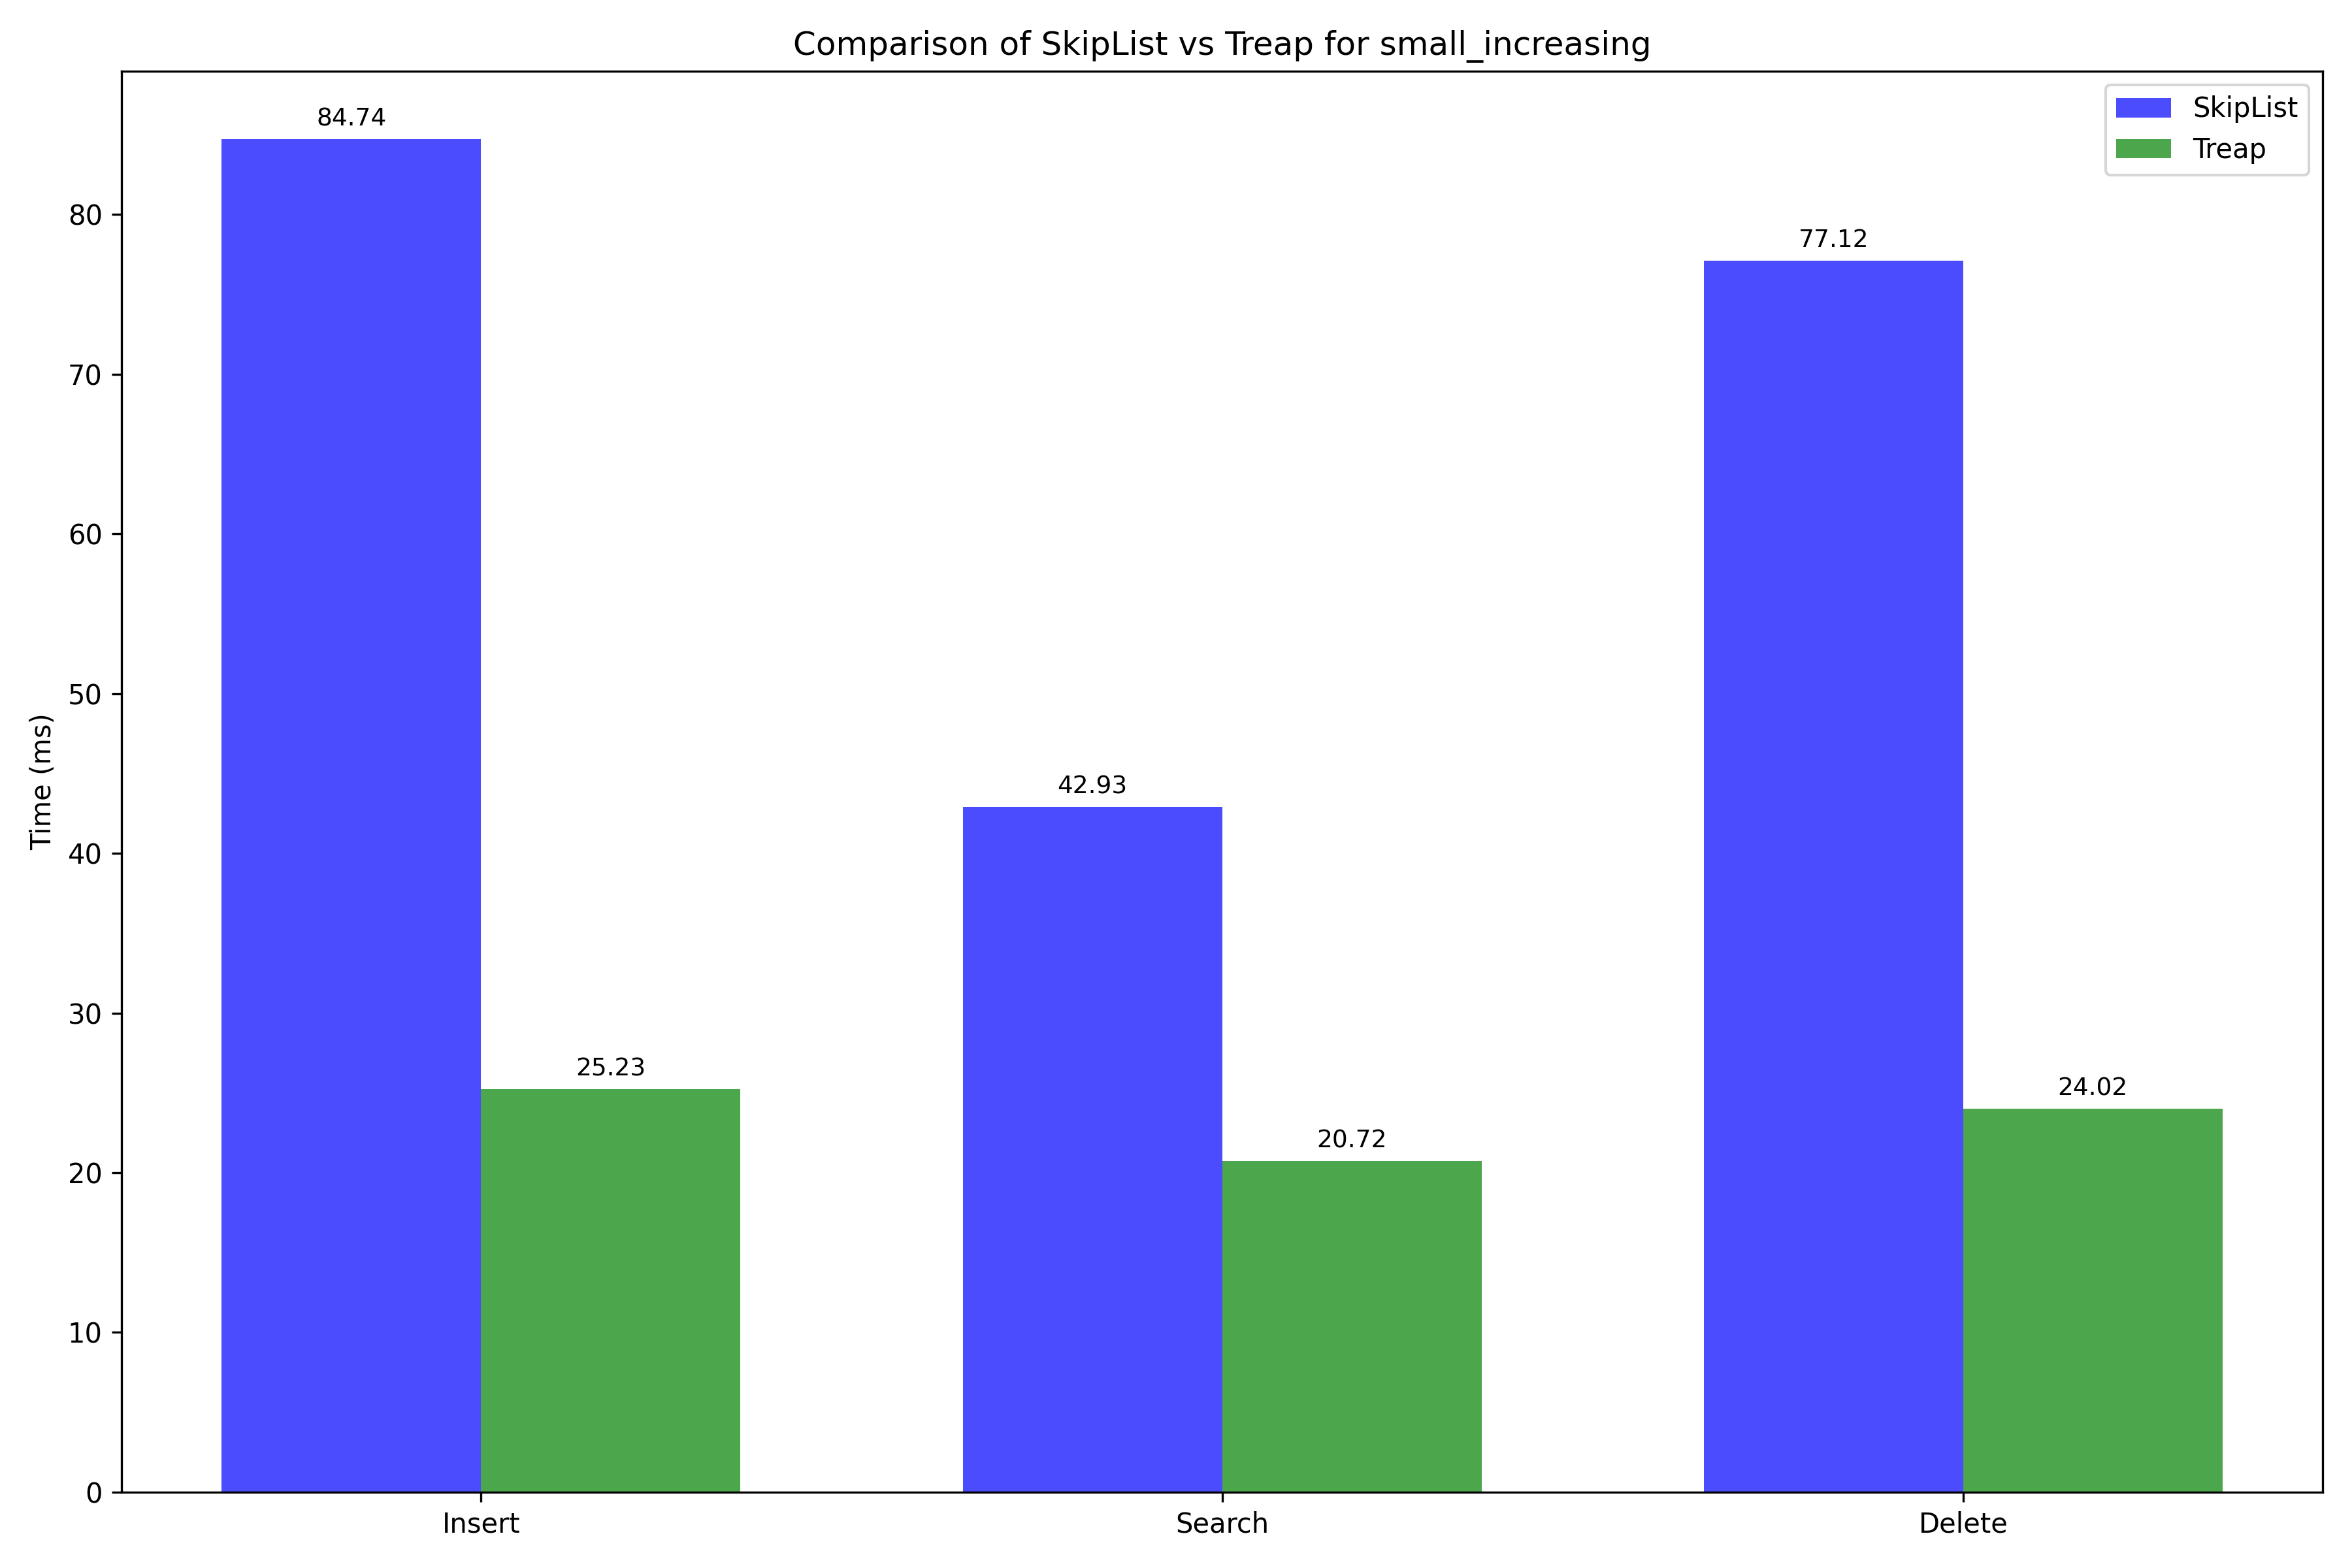 Comparison of SkipList vs Treap for small_increasing
SkipList
Treap
Time (ms)
80
70
60
50
40
30
20
10
0
84.74
25.23
42.93
20.72
77.12
24.02
Insert
Search
Delete